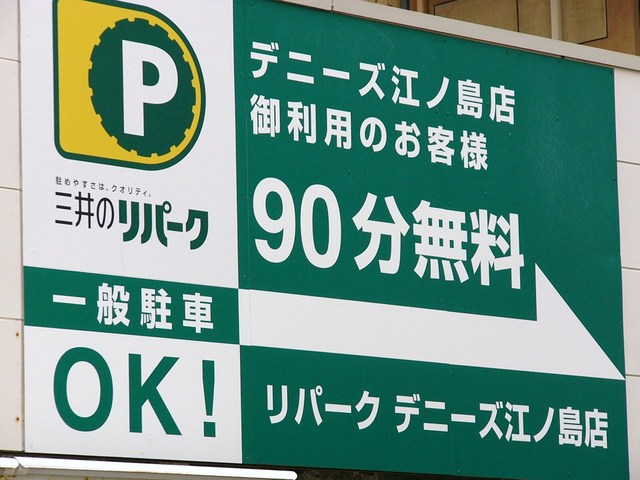 P
駐めやすさは、クオリティ。
三井のリパーク
一般駐車
OK!
デニーズ江ノ島店
御利用のお客様
90分無料
リパーク デニーズ江ノ島店